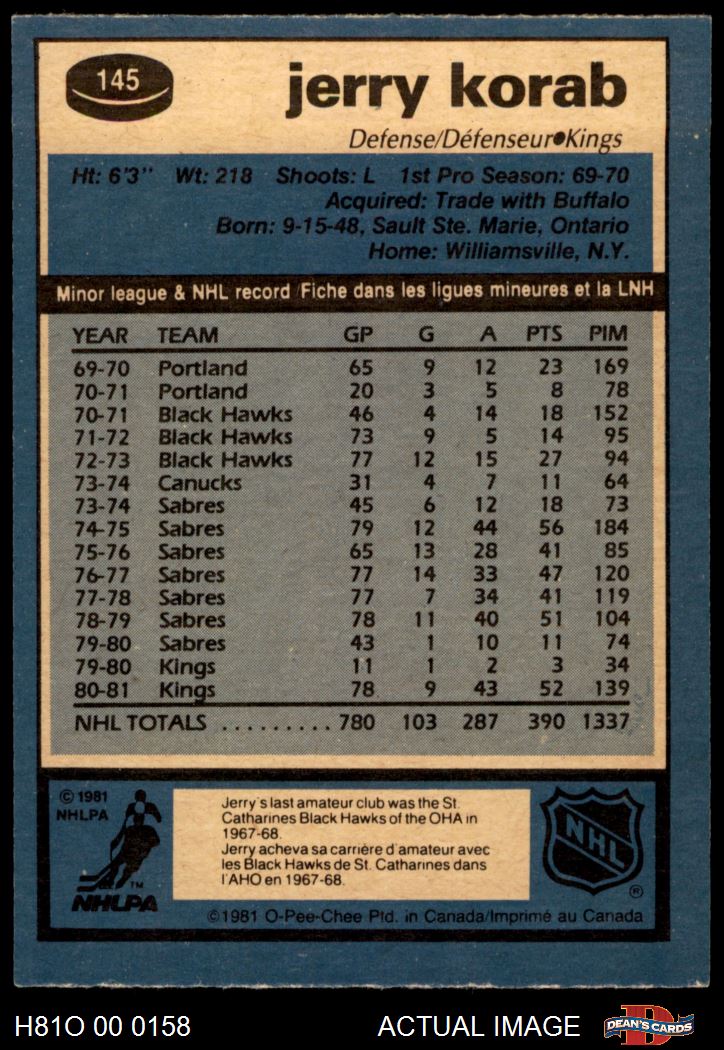 145
jerry korab
Defense/Défenseur●Kings
Ht: 6'3" Wt: 218 Shoots: L 1st Pro Season: 69-70
Acquired: Trade with Buffalo
Born: 9-15-48, Sault Ste. Marie, Ontario
Home: Williamsville, N.Y.
Minor league & NHL record/Fiche dans les ligues mineures et la LNH
YEAR TEAM GP G A PTS PIM
69-70 Portland 65 9 12 23 169
70-71 Portland 20 3 5 8 78
70-71 Black Hawks 46 4 14 18 152
71-72 Black Hawks 73 9 5 14 95
72-73 Black Hawks 77 12 15 27 94
73-74 Canucks 31 4 7 11 64
73-74 Sabres 45 6 12 18 73
74-75 Sabres 79 12 44 56 184
75-76 Sabres 65 13 28 41 85
76-77 Sabres 77 14 33 47 120
77-78 Sabres 77 7 34 41 119
78-79 Sabres 78 11 40 51 104
79-80 Sabres 43 1 10 11 74
79-80 Kings 11 1 2 3 34
80-81 Kings 78 9 43 52 139
NHL TOTALS .......... 780 103 287 390 1337
© 1981
NHLPA
TM
NHLPA
Jerry's last amateur club was the St.
Catharines Black Hawks of the OHA in
1967-68.
Jerry acheva sa carrière d'amateur avec
les Black Hawks de St. Catharines dans
l'AHO en 1967-68.
NHL
®
©1981 O-Pee-Chee Ptd. in Canada/Imprimé au Canada
H81O 00 0158
ACTUAL IMAGE
D
DEAN'S CARDS